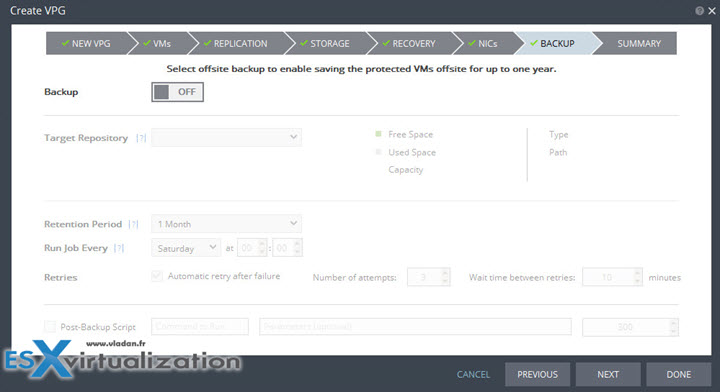 Create VPG
NEW VPG VMs REPLICATION STORAGE RECOVERY NICs BACKUP SUMMARY
Select offsite backup to enable saving the protected VMs offsite for up to one year.
Backup OFF
Target Repository [?] Free Space Type
Used Space Path
Capacity
Retention Period [?] 1 Month
Run Job Every [?] Saturday at 00 : 00
Retries Automatic retry after failure Number of attempts: 3 Wait time between retries: 10 minutes
Post-Backup Script Command to Run Parameters (optional) 300
www.vladan.fr
ESXvirtualization
CANCEL PREVIOUS NEXT DONE